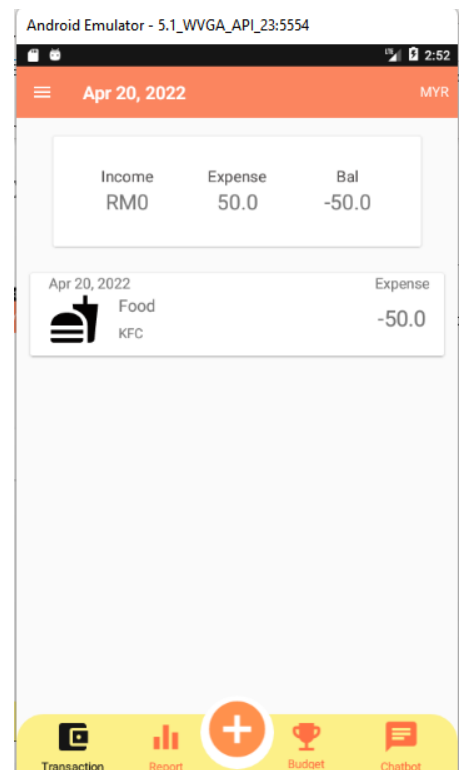 Android Emulator - 5.1_WVGA_API_23:5554
LTE 2:52
Apr 20, 2022 MYR
Income Expense Bal
RM0 50.0 -50.0
Apr 20, 2022 Expense
Food
-50.0
KFC
Transaction Report Budget Chatbot